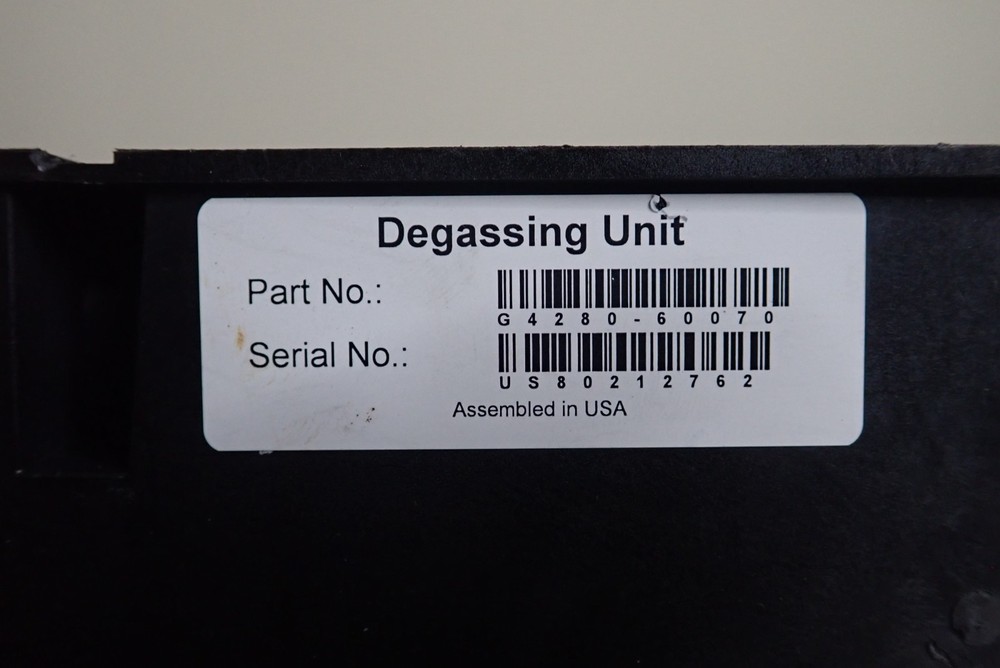 Degassing Unit
Part No.:
G4280-60070
Serial No.:
US80212762
Assembled in USA